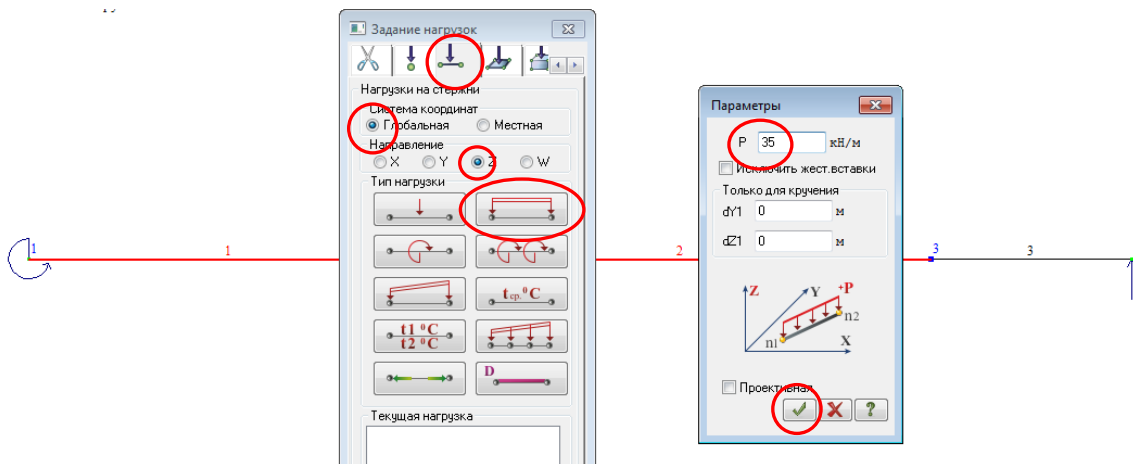 Задание нагрузок
Нагрузки на стержни
Система координат
Глобальная Местная
Направление
X Y Z W
Тип нагрузки
t ср. °C
t1 °C
t2 °C
D
Текущая нагрузка
Параметры
P 35 кН/м
Исключить жест.вставки
Только для кручения
dY1 0 м
dZ1 0 м
Z Y +P
n2
n1 X
Проективная
?
1 1 2 3 3